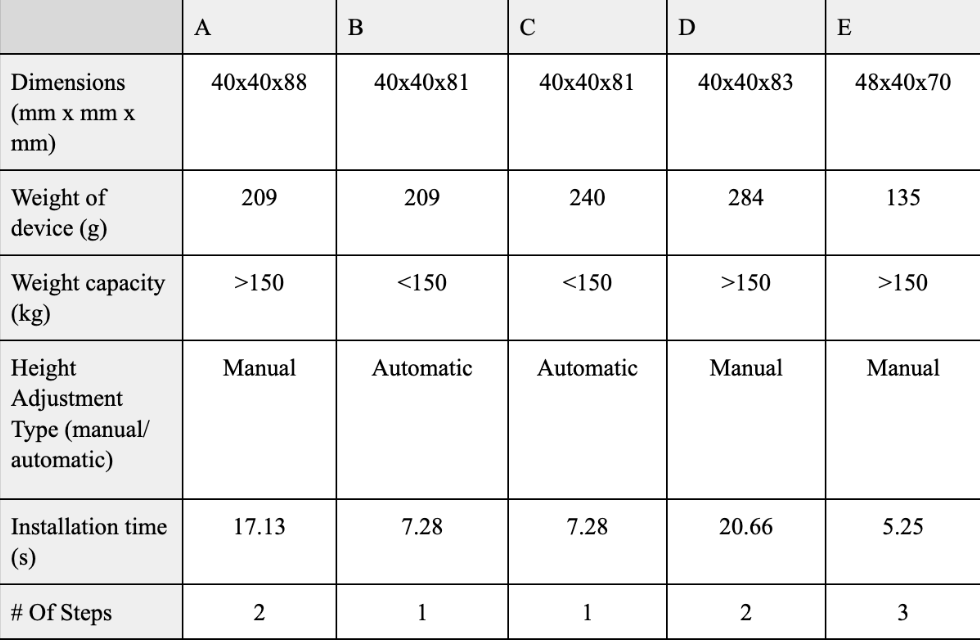 A B C D E
Dimensions 40x40x88 40x40x81 40x40x81 40x40x83 48x40x70
(mm x mm x
mm)
Weight of 209 209 240 284 135
device (g)
Weight capacity >150 <150 <150 >150 >150
(kg)
Height Manual Automatic Automatic Manual Manual
Adjustment
Type (manual/
automatic)
Installation time 17.13 7.28 7.28 20.66 5.25
(s)
# Of Steps 2 1 1 2 3